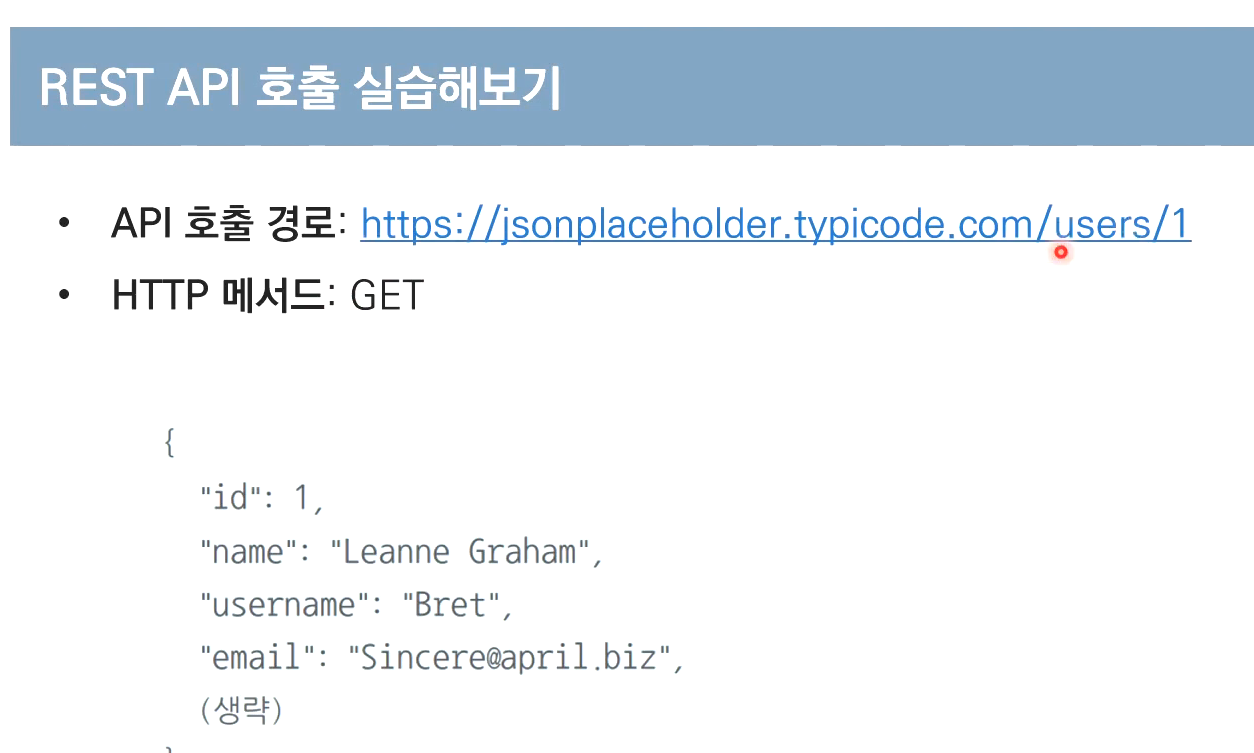 REST API 호출 실습해보기
• API 호출 경로: https://jsonplaceholder.typicode.com/users/1
• HTTP 메서드: GET
{
"id": 1,
"name": "Leanne Graham",
"username": "Bret",
"email": "Sincere@april.biz",
(생략)
}